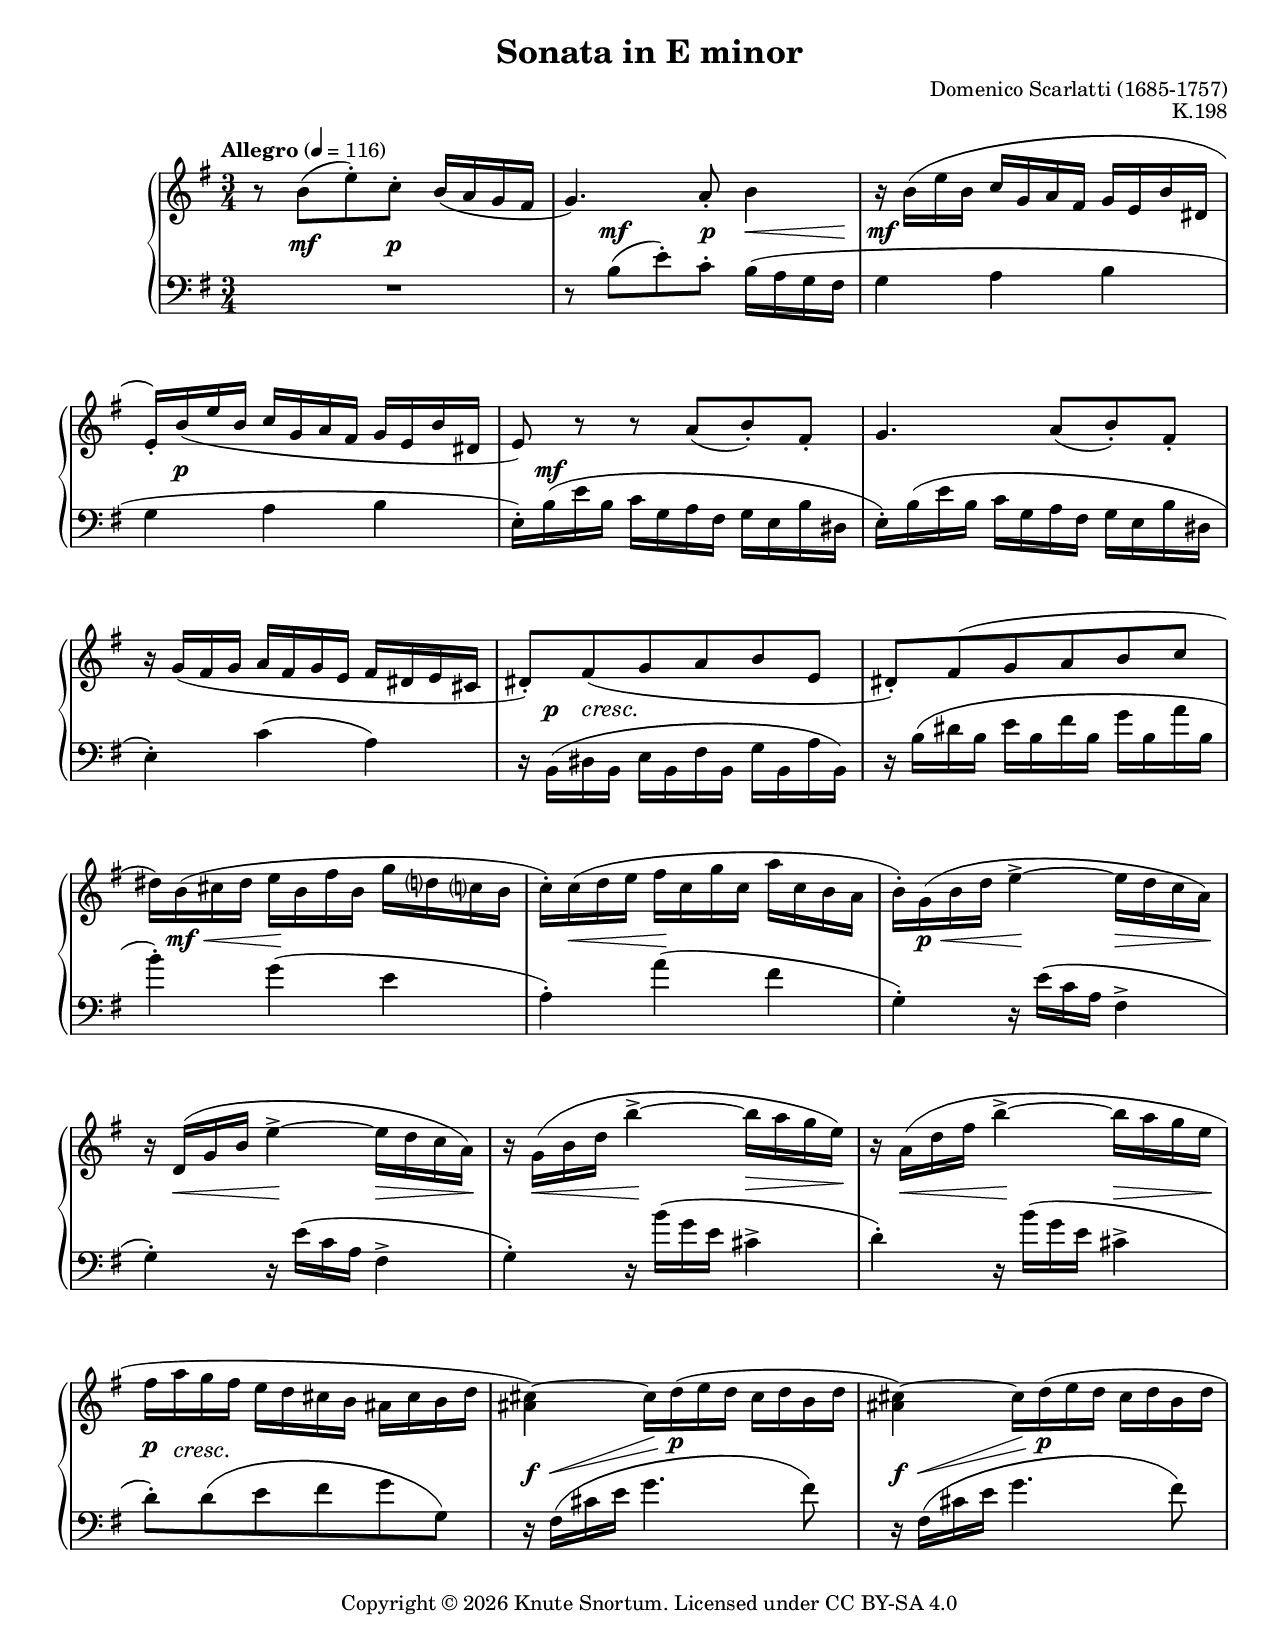 Sonata in E minor
Domenico Scarlatti (1685-1757)
K.198
Allegro (♩ = 116)
mf p mf p mf
p mf
p cresc.
mf p
p cresc. f p f p
Copyright © 2026 Knute Snortum. Licensed under CC BY-SA 4.0